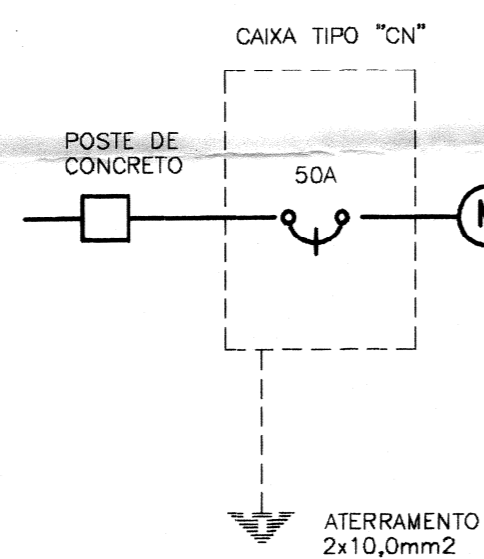 CAIXA TIPO "CN"
POSTE DE
CONCRETO
50A
ATERRAMENTO
2x10,0mm2